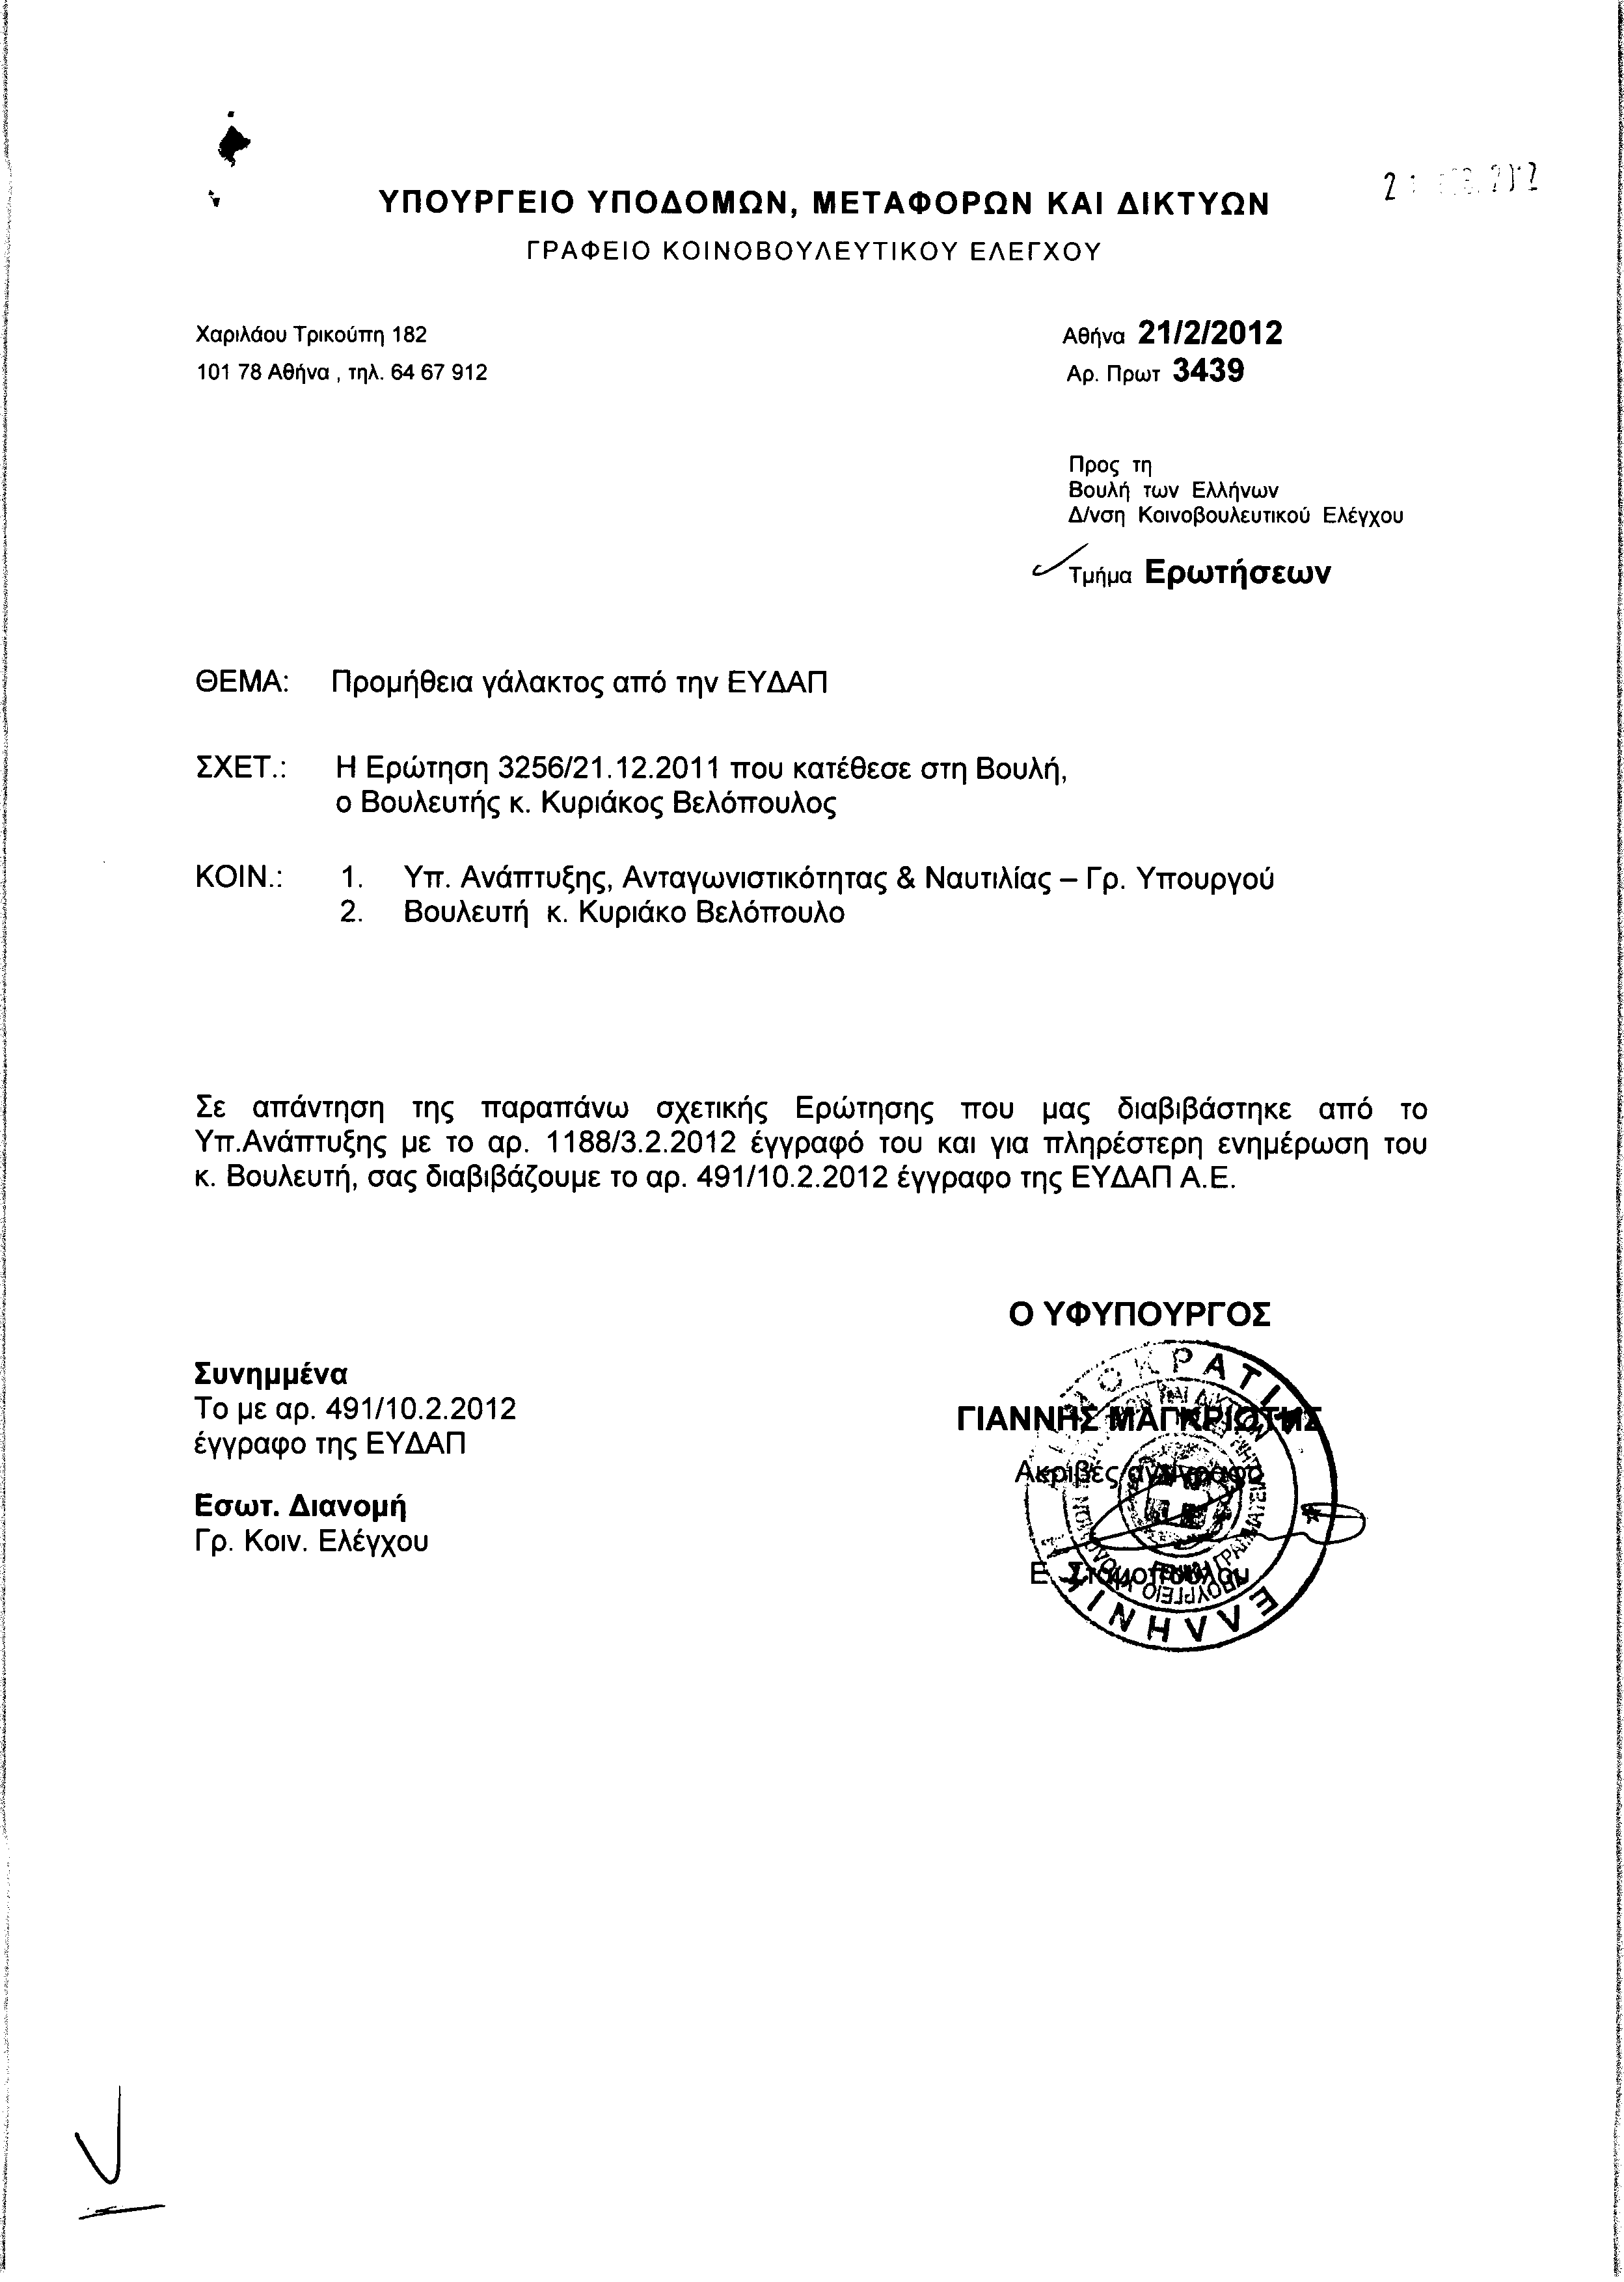 ΥΠΟΥΡΓΕΙΟ ΥΠΟΔΟΜΩΝ, ΜΕΤΑΦΟΡΩΝ ΚΑΙ ΔΙΚΤΥΩΝ
ΓΡΑΦΕΙΟ ΚΟΙΝΟΒΟΥΛΕΥΤΙΚΟΥ ΕΛΕΓΧΟΥ
Χαριλάου Τρικούπη 182
101 78 Αθήνα , τηλ. 64 67 912
Αθήνα 21/2/2012
Αρ. Πρωτ 3439
Προς τη
Βουλή των Ελλήνων
Δ/νση Κοινοβουλευτικού Ελέγχου
Τμήμα Ερωτήσεων
ΘΕΜΑ: Προμήθεια γάλακτος από την ΕΥΔΑΠ
ΣΧΕΤ.: Η Ερώτηση 3256/21.12.2011 που κατέθεσε στη Βουλή,
ο Βουλευτής κ. Κυριάκος Βελόπουλος
ΚΟΙΝ.: 1. Υπ. Ανάπτυξης, Ανταγωνιστικότητας & Ναυτιλίας – Γρ. Υπουργού
2. Βουλευτή κ. Κυριάκο Βελόπουλο
Σε απάντηση της παραπάνω σχετικής Ερώτησης που μας διαβιβάστηκε από το
Υπ.Ανάπτυξης με το αρ. 1188/3.2.2012 έγγραφό του και για πληρέστερη ενημέρωση του
κ. Βουλευτή, σας διαβιβάζουμε το αρ. 491/10.2.2012 έγγραφο της ΕΥΔΑΠ Α.Ε.
Ο ΥΦΥΠΟΥΡΓΟΣ
ΓΙΑΝΝΗΣ ΜΑΓΚΡΙΩΤΗΣ
Ακριβές αντίγραφο
Συνημμένα
Το με αρ. 491/10.2.2012
έγγραφο της ΕΥΔΑΠ
Εσωτ. Διανομή
Γρ. Κοιν. Ελέγχου